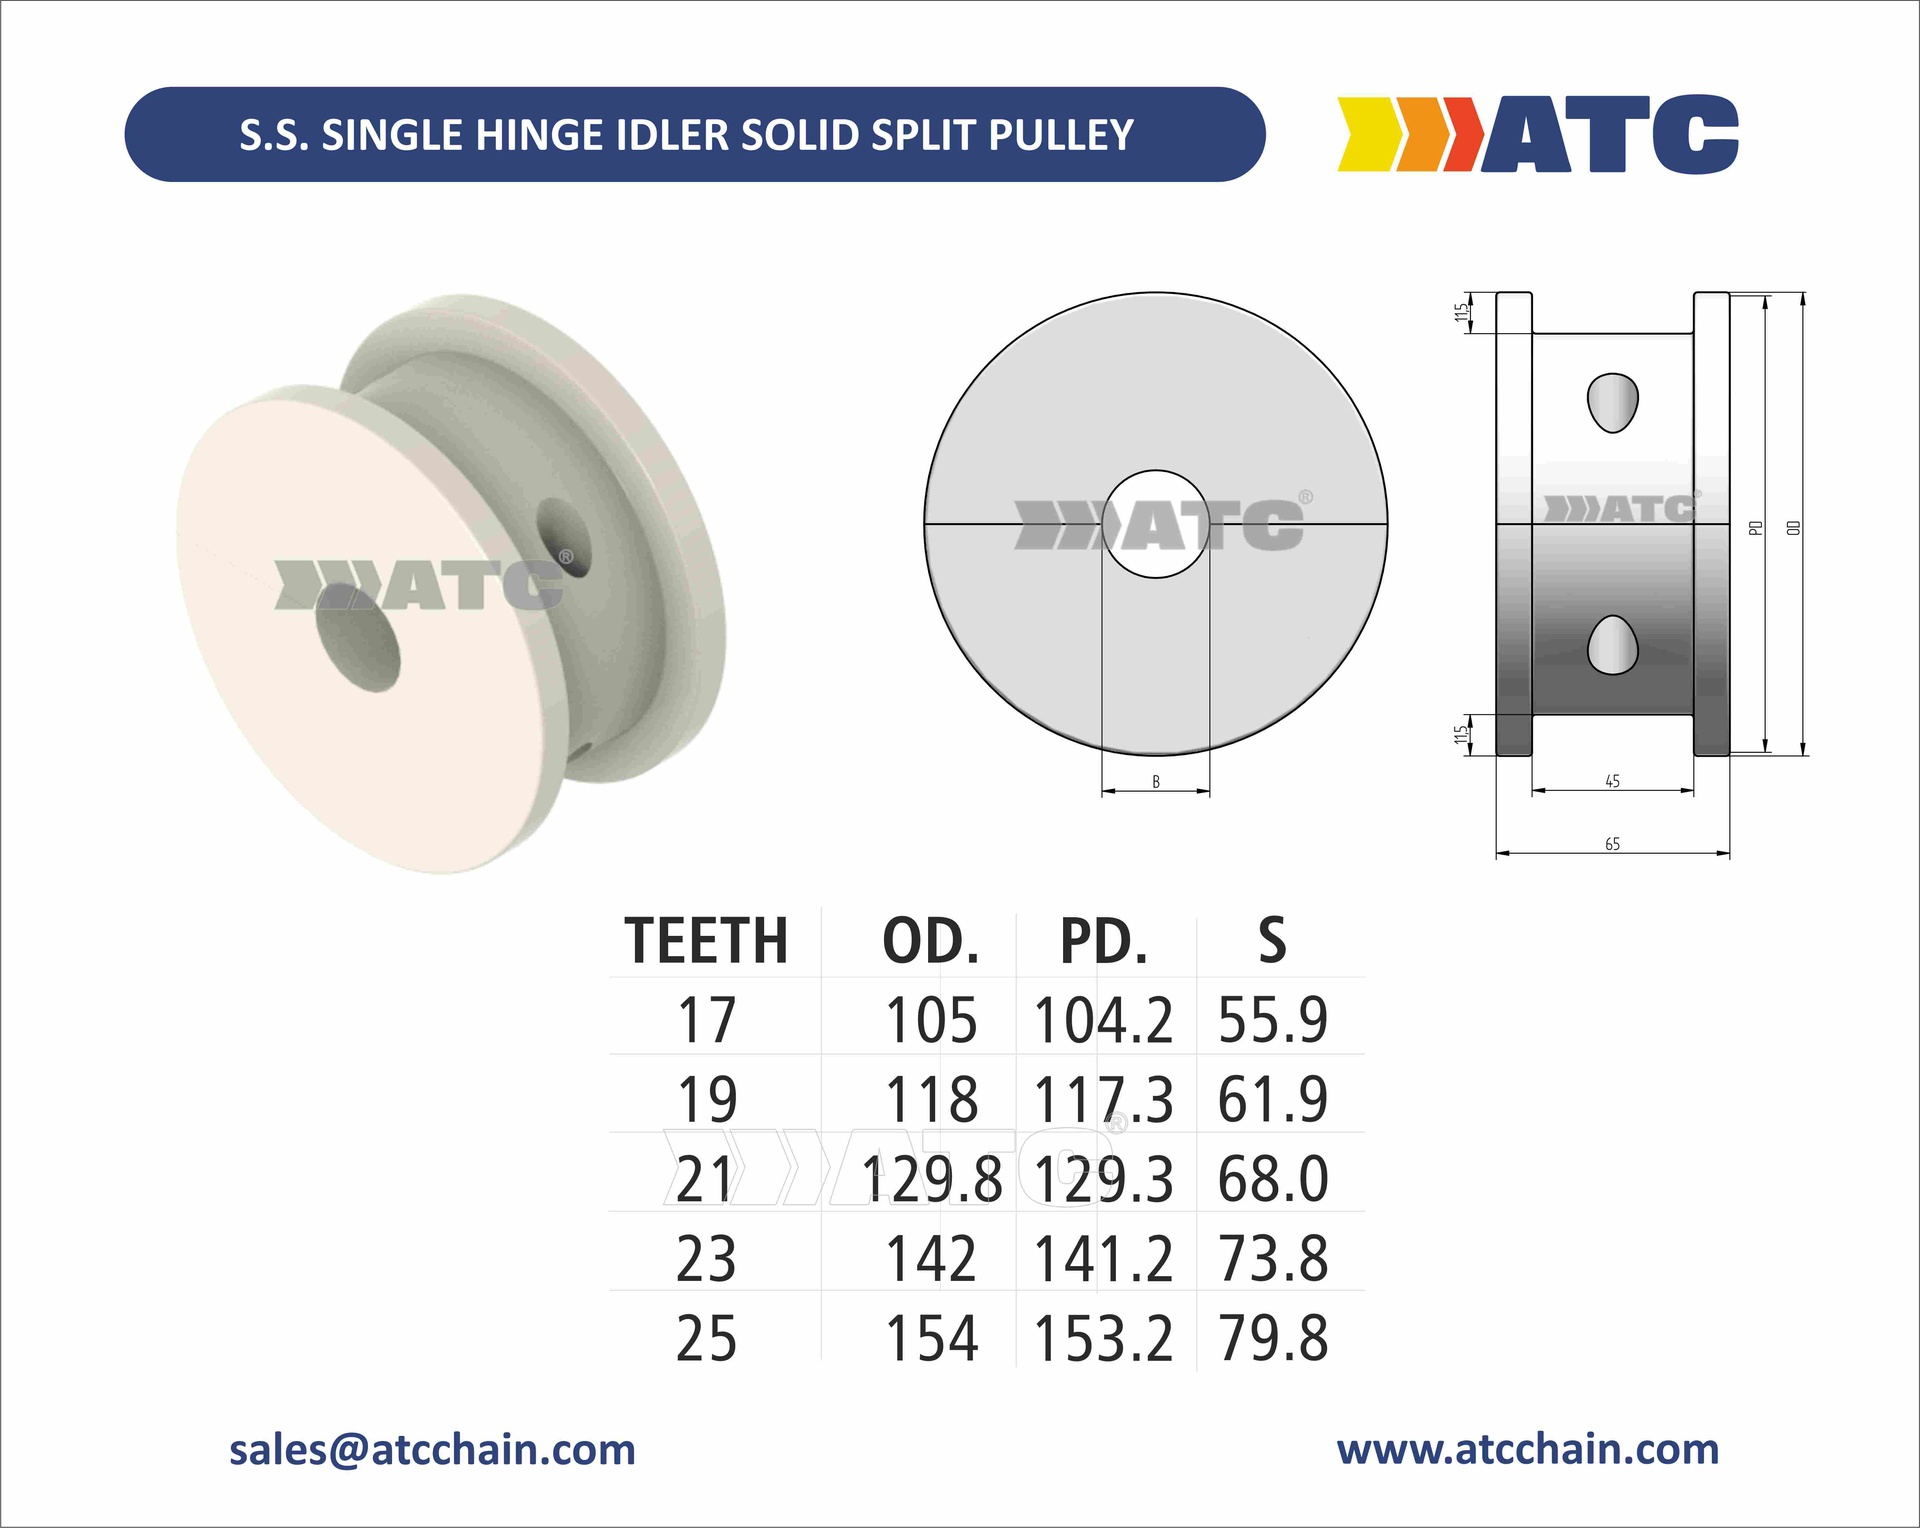 S.S. SINGLE HINGE IDLER SOLID SPLIT PULLEY
ATC
11,5
ATC®
ATC®
ATC®
PD
OD
11,5
B
45
65
TEETH OD. PD. S
17 105 104.2 55.9
19 118 117.3 61.9
ATC®
21 129.8 129.3 68.0
23 142 141.2 73.8
25 154 153.2 79.8
sales@atcchain.com
www.atcchain.com